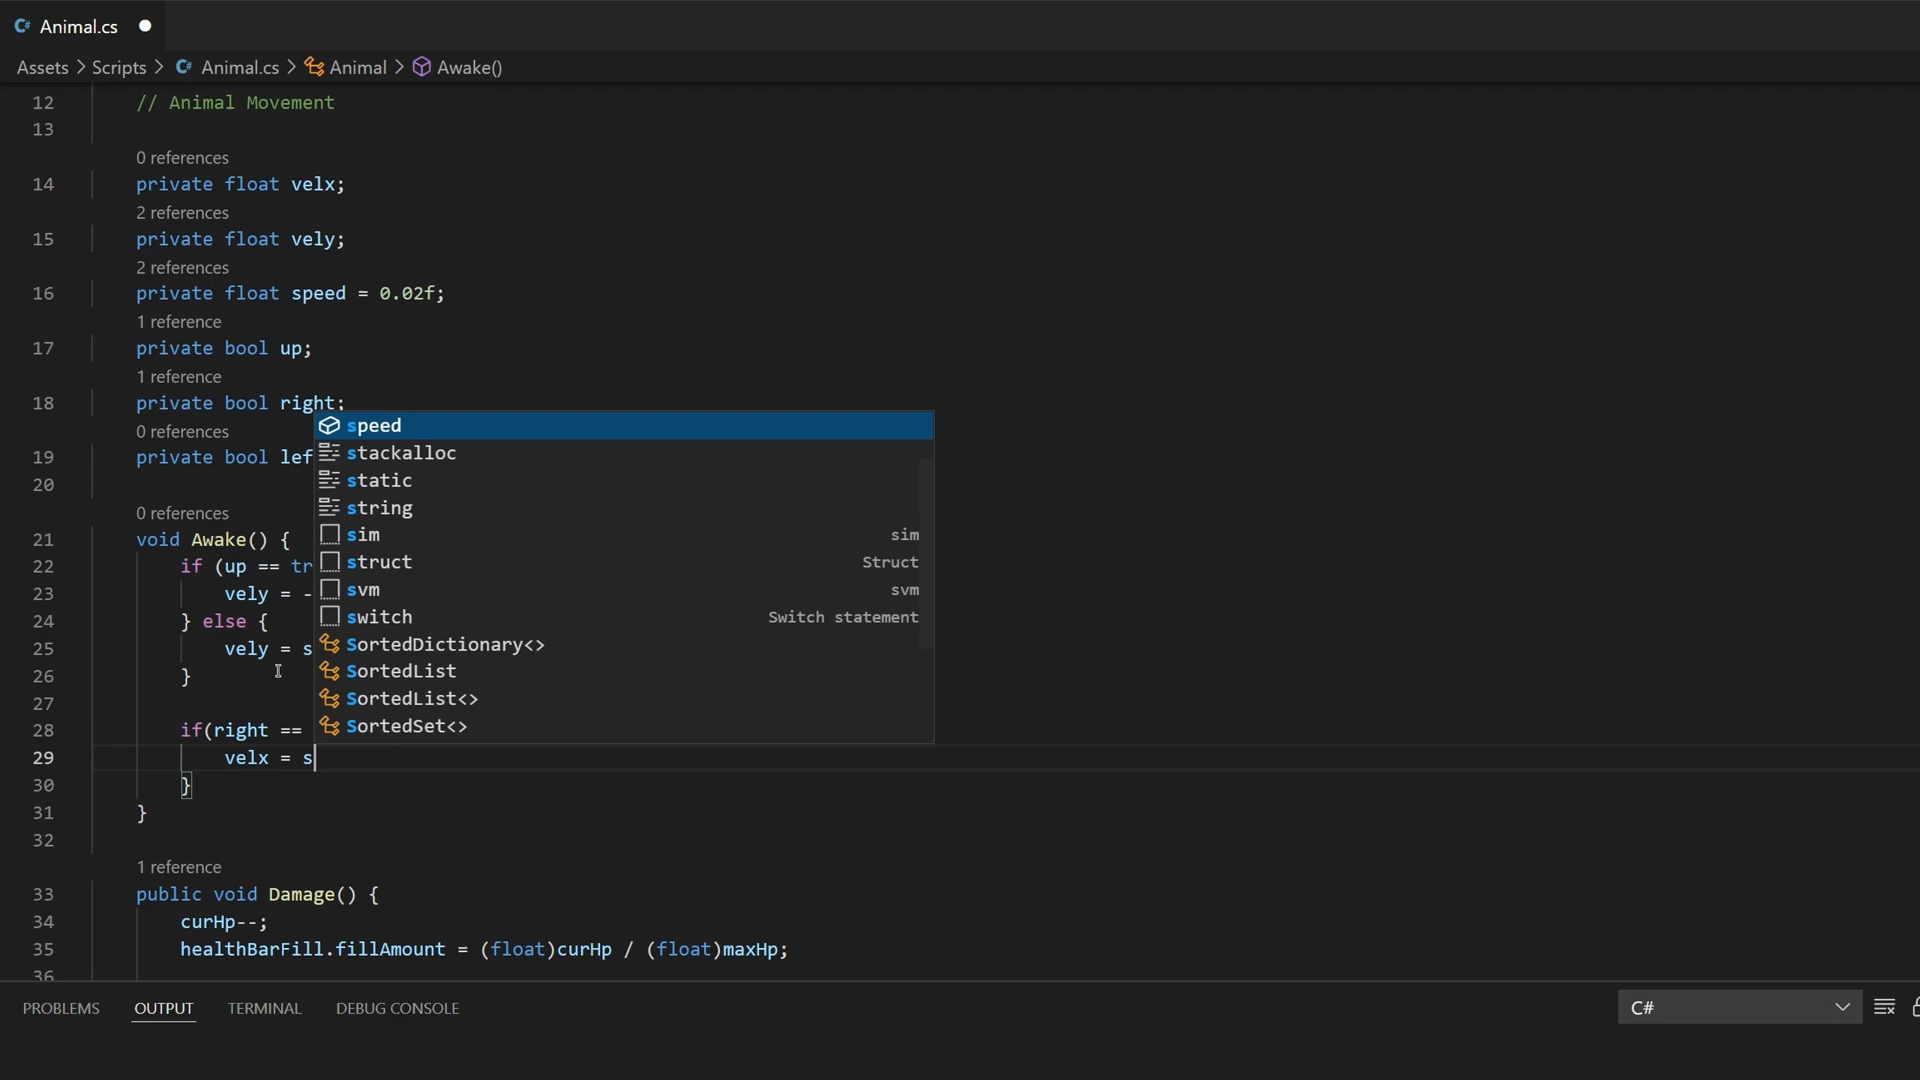 Animal.cs
Assets > Scripts > Animal.cs > Animal > Awake()
12 // Animal Movement
13
0 references
14 private float velx;
2 references
15 private float vely;
2 references
16 private float speed = 0.02f;
1 reference
17 private bool up;
1 reference
18 private bool right;
0 references
19 private bool lef
20
0 references
21 void Awake() {
22 if (up == tr
23 vely = -
24 } else {
25 vely = s
26 }
27
28 if(right ==
29 velx = s
30 }
31 }
32
speed
stackalloc
static
string
sim sim
struct Struct
svm svm
switch Switch statement
SortedDictionary<>
SortedList
SortedList<>
SortedSet<>
1 reference
33 public void Damage() {
34 curHp--;
35 healthBarFill.fillAmount = (float)curHp / (float)maxHp;
36
PROBLEMS OUTPUT TERMINAL DEBUG CONSOLE C#